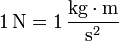 1 N = 1 kg · m / s²